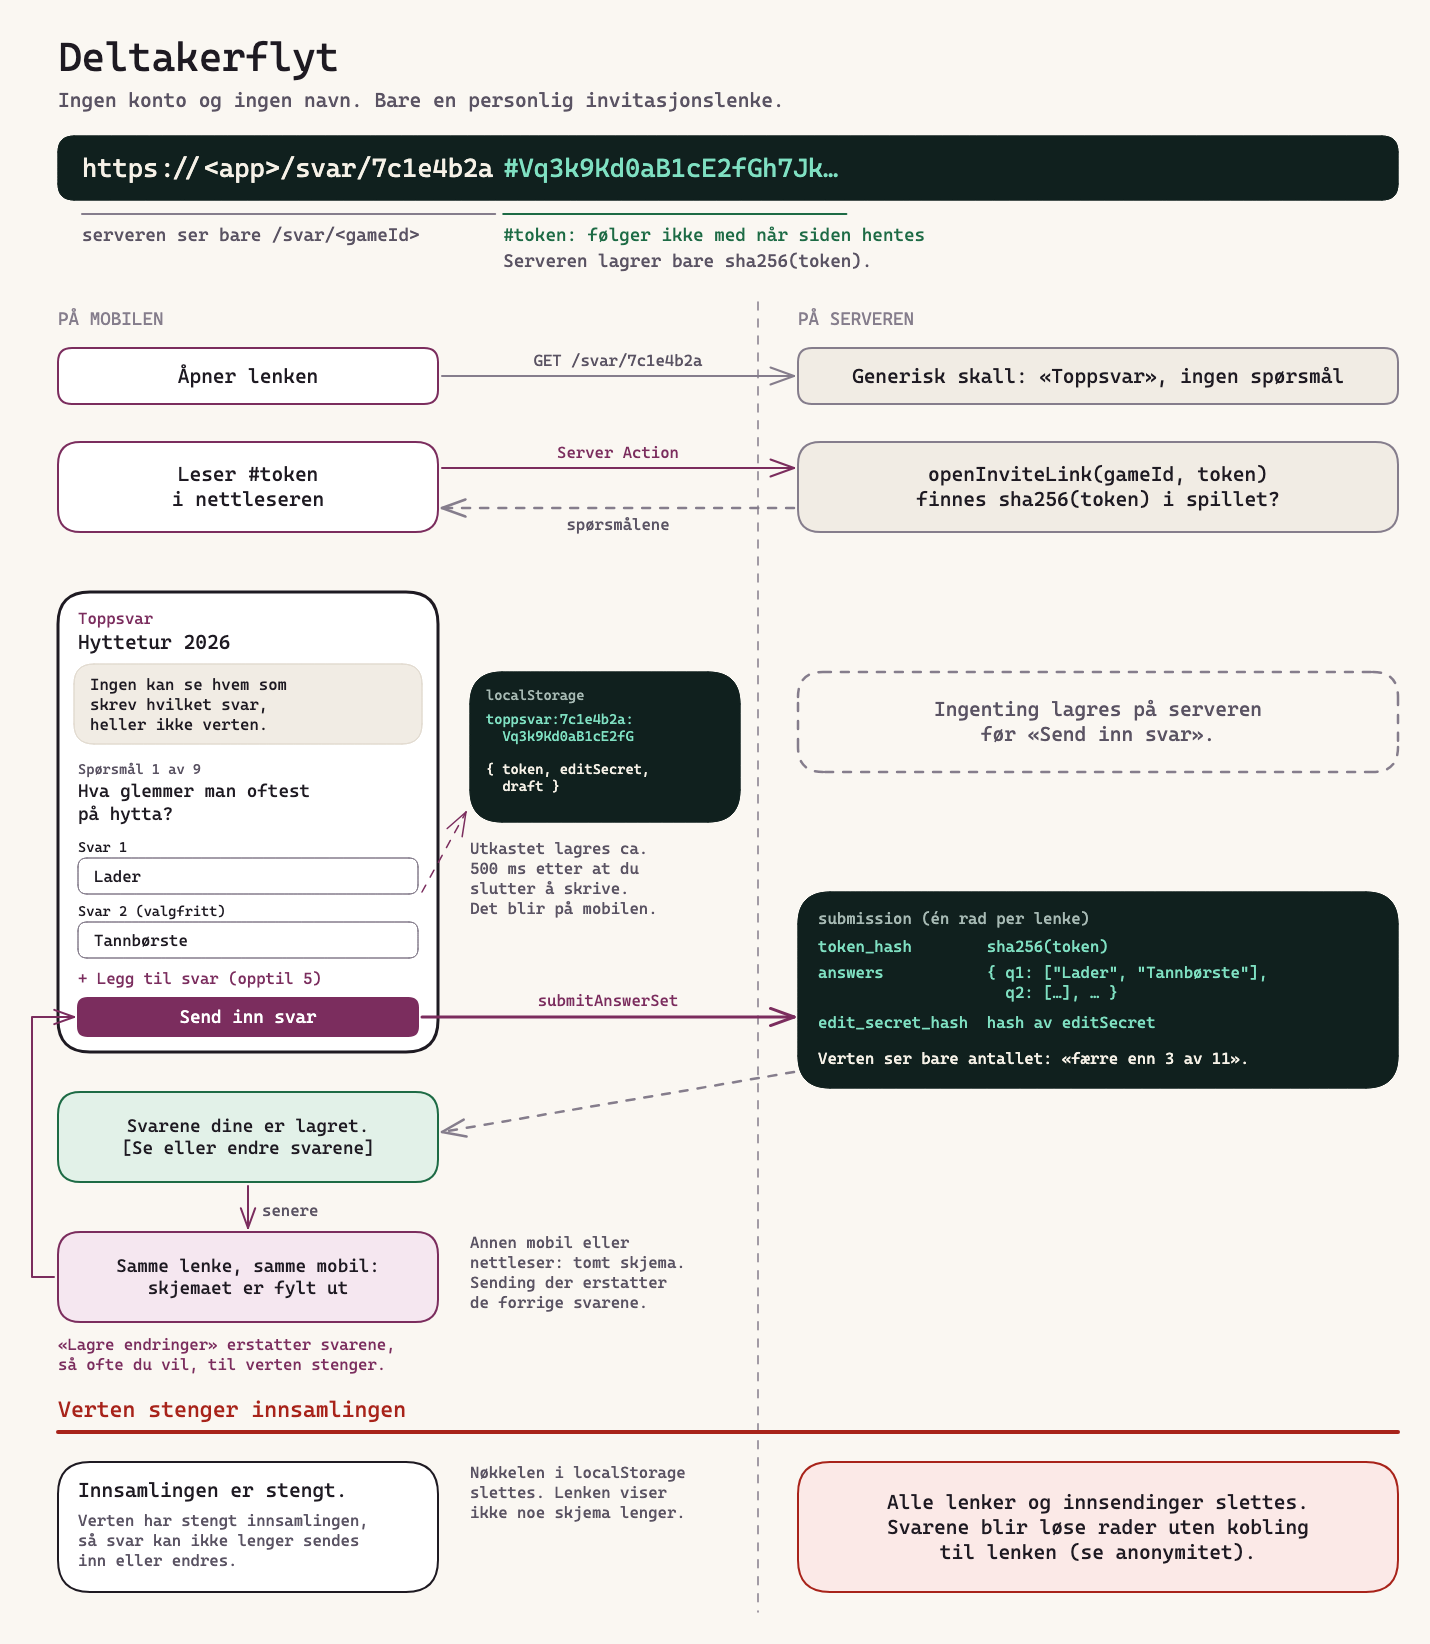 Deltakerflyt
Ingen konto og ingen navn. Bare en personlig invitasjonslenke.
https://<app>/svar/7c1e4b2a #Vq3k9Kd0aB1cE2fGh7Jk…
serveren ser bare /svar/<gameId>
#token: følger ikke med når siden hentes
Serveren lagrer bare sha256(token).
PÅ MOBILEN
PÅ SERVEREN
Åpner lenken
GET /svar/7c1e4b2a
Generisk skall: «Toppsvar», ingen spørsmål
Leser #token
i nettleseren
Server Action
spørsmålene
openInviteLink(gameId, token)
finnes sha256(token) i spillet?
Toppsvar
Hyttetur 2026
Ingen kan se hvem som
skrev hvilket svar,
heller ikke verten.
Spørsmål 1 av 9
Hva glemmer man oftest
på hytta?
Svar 1
Lader
Svar 2 (valgfritt)
Tannbørste
+ Legg til svar (opptil 5)
Send inn svar
localStorage
toppsvar:7c1e4b2a:
Vq3k9Kd0aB1cE2fG
{ token, editSecret,
draft }
Utkastet lagres ca.
500 ms etter at du
slutter å skrive.
Det blir på mobilen.
Ingenting lagres på serveren
før «Send inn svar».
submitAnswerSet
submission (én rad per lenke)
token_hash sha256(token)
answers { q1: ["Lader", "Tannbørste"],
q2: […], … }
edit_secret_hash hash av editSecret
Verten ser bare antallet: «færre enn 3 av 11».
Svarene dine er lagret.
[Se eller endre svarene]
senere
Samme lenke, samme mobil:
skjemaet er fylt ut
Annen mobil eller
nettleser: tomt skjema.
Sending der erstatter
de forrige svarene.
«Lagre endringer» erstatter svarene,
så ofte du vil, til verten stenger.
Verten stenger innsamlingen
Innsamlingen er stengt.
Verten har stengt innsamlingen,
så svar kan ikke lenger sendes
inn eller endres.
Nøkkelen i localStorage
slettes. Lenken viser
ikke noe skjema lenger.
Alle lenker og innsendinger slettes.
Svarene blir løse rader uten kobling
til lenken (se anonymitet).